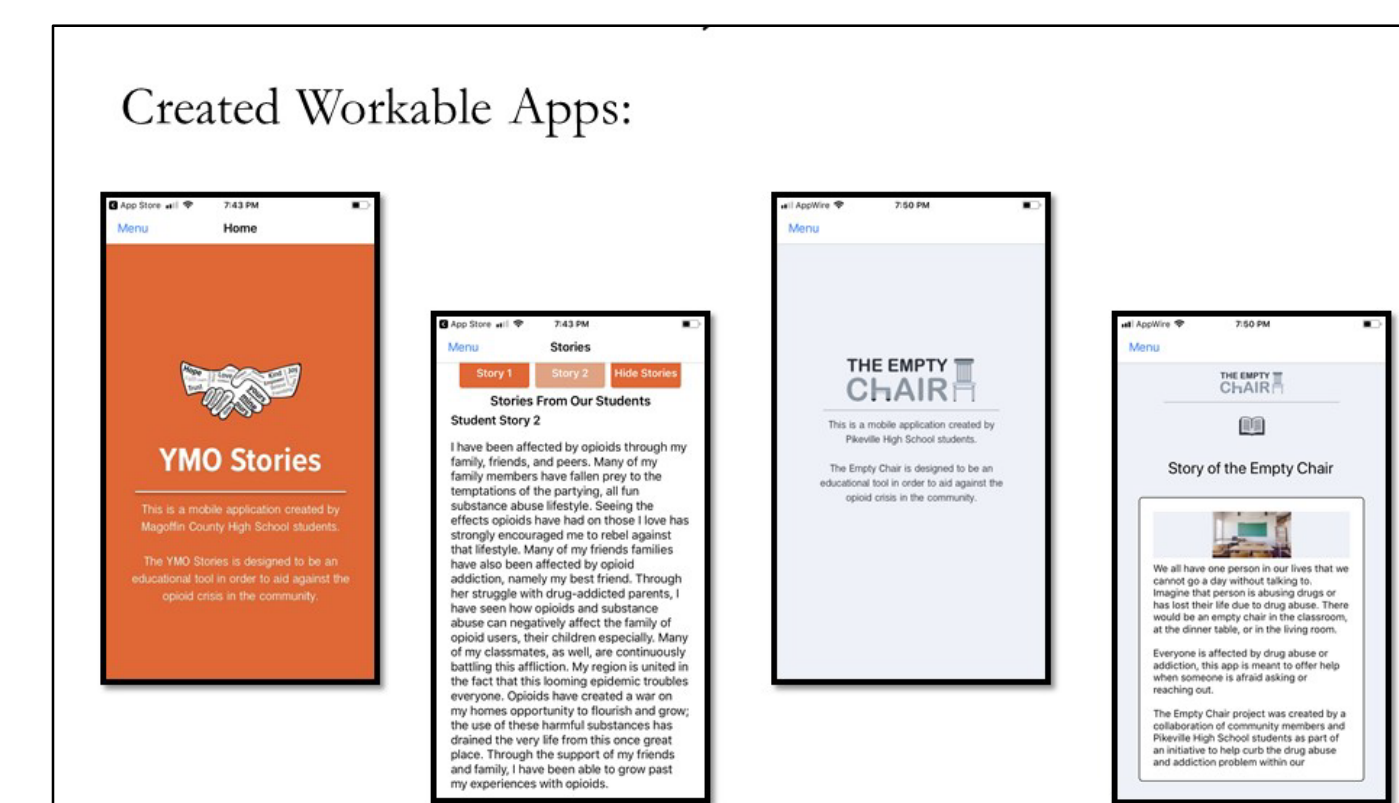 Created Workable Apps:
App Store 7:43 PM
Menu Home
Hope Love Kind Joy
Trust yours
mine
ours
YMO Stories
This is a mobile application created by
Magoffin County High School students.
The YMO Stories is designed to be an
educational tool in order to aid against the
opioid crisis in the community.
App Store 7:43 PM
Menu Stories
Story 1 Story 2 Hide Stories
Stories From Our Students
Student Story 2
I have been affected by opioids through my
family, friends, and peers. Many of my
family members have fallen prey to the
temptations of the partying, all fun
substance abuse lifestyle. Seeing the
effects opioids have had on those I love has
strongly encouraged me to rebel against
that lifestyle. Many of my friends families
have also been affected by opioid
addiction, namely my best friend. Through
her struggle with drug-addicted parents, I
have seen how opioids and substance
abuse can negatively affect the family of
opioid users, their children especially. Many
of my classmates, as well, are continuously
battling this affliction. My region is united in
the fact that this looming epidemic troubles
everyone. Opioids have created a war on
my homes opportunity to flourish and grow;
the use of these harmful substances has
drained the very life from this once great
place. Through the support of my friends
and family, I have been able to grow past
my experiences with opioids.
AppWire 7:50 PM
Menu
THE EMPTY
ChAIR
This is a mobile application created by
Pikeville High School students.
The Empty Chair is designed to be an
educational tool in order to aid against the
opioid crisis in the community.
AppWire 7:50 PM
Menu
THE EMPTY
ChAIR
Story of the Empty Chair
We all have one person in our lives that we
cannot go a day without talking to.
Imagine that person is abusing drugs or
has lost their life due to drug abuse. There
would be an empty chair in the classroom,
at the dinner table, or in the living room.
Everyone is affected by drug abuse or
addiction, this app is meant to offer help
when someone is afraid asking or
reaching out.
The Empty Chair project was created by a
collaboration of community members and
Pikeville High School students as part of
an initiative to help curb the drug abuse
and addiction problem within our